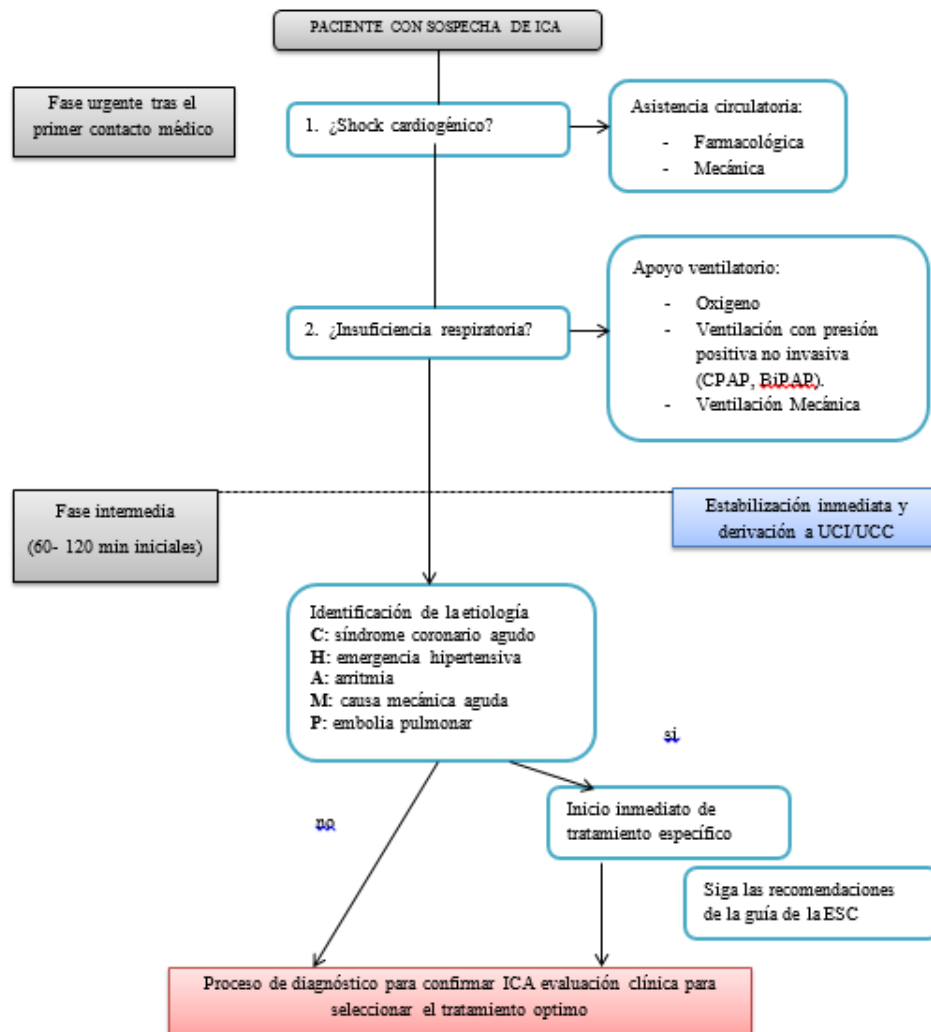 PACIENTE CON SOSPECHA DE ICA
Fase urgente tras el
primer contacto médico
1. ¿Shock cardiogénico?
Asistencia circulatoria:
- Farmacológica
- Mecánica
2. ¿Insuficiencia respiratoria?
Apoyo ventilatorio:
- Oxigeno
- Ventilación con presión
positiva no invasiva
(CPAP, BiPAP).
- Ventilación Mecánica
Fase intermedia
(60- 120 min iniciales)
Estabilización inmediata y
derivación a UCI/UCC
Identificación de la etiología
C: síndrome coronario agudo
H: emergencia hipertensiva
A: arritmia
M: causa mecánica aguda
P: embolia pulmonar
si
no
Inicio inmediato de
tratamiento específico
Siga las recomendaciones
de la guía de la ESC
Proceso de diagnóstico para confirmar ICA evaluación clínica para
seleccionar el tratamiento optimo